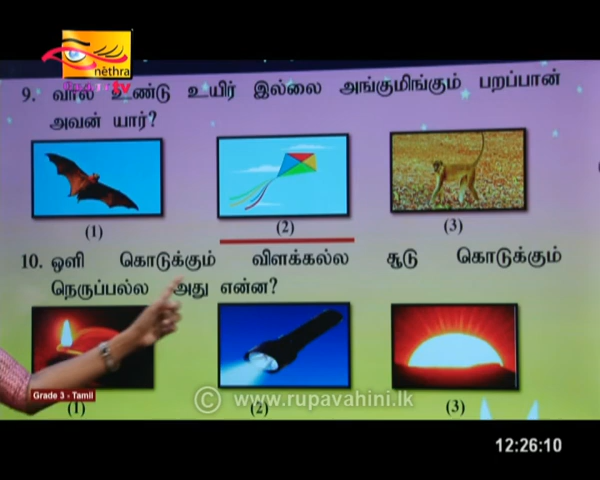 nethra
tv
9. வால் உண்டு உயிர் இல்லை அங்குமிங்கும் பறப்பான்
அவன் யார்?
(1) (2) (3)
10. ஒளி கொடுக்கும் விளக்கல்ல சூடு கொடுக்கும்
நெருப்பல்ல அது என்ன?
Grade 3 - Tamil
© www.rupavahini.lk
(1) (2) (3)
12:26:10